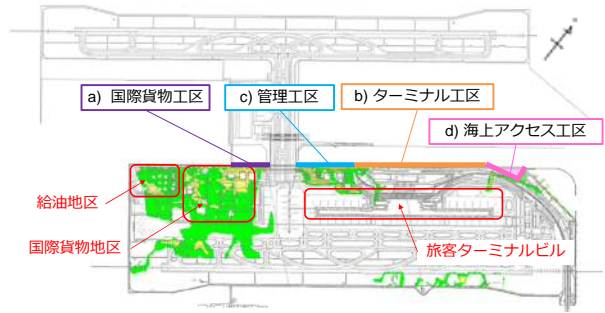 a) 国際貨物工区
c) 管理工区
b) ターミナル工区
d) 海上アクセス工区
給油地区
国際貨物地区
旅客ターミナルビル